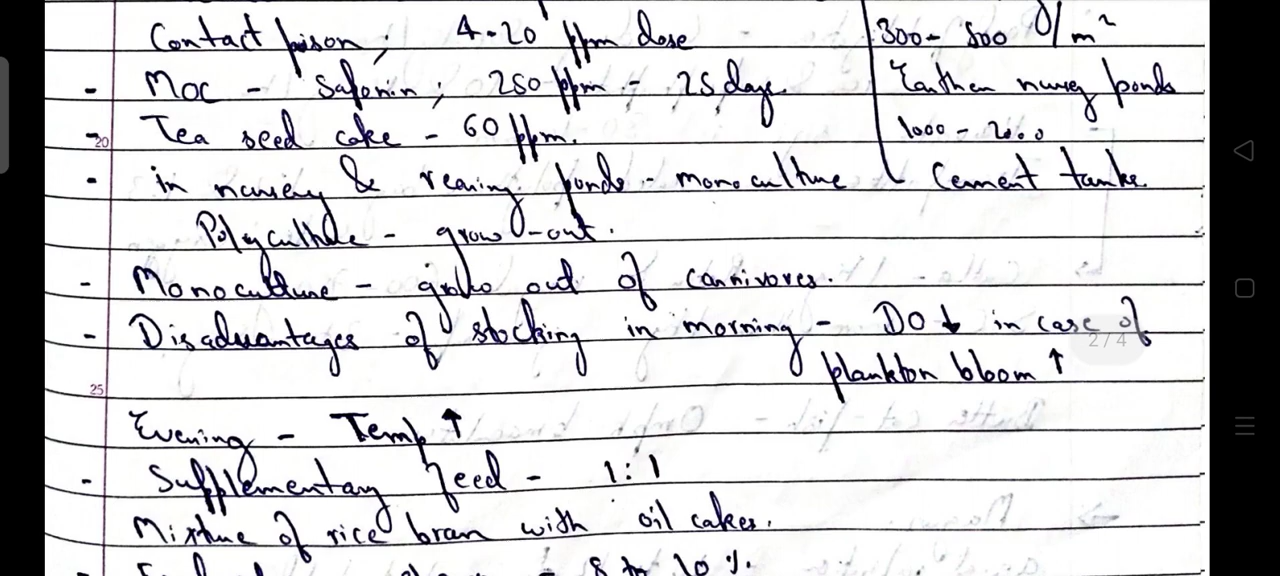 Contact poison; 4-20 ppm dose
- MOC - Saponin; 250 ppm - 25 days.
- Tea seed cake - 60 ppm.
- in nursery & rearing ponds - monoculture
Polyculture - grow-out.
- Monoculture - grow out of carnivores.
- Disadvantages of stocking in morning - DO ↓ in case of
plankton bloom ↑
Evening - Temp ↑
- Supplementary feed - 1:1
Mixture of rice bran with oil cakes.
8 to 10 %.
300 - 500 /m²
Earthen nursery ponds
1000 - 2000
Cement tanks.
20
25
2/4